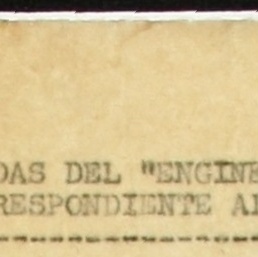 DAS DEL "ENGINE
RESPONDIENTE A
--------------------